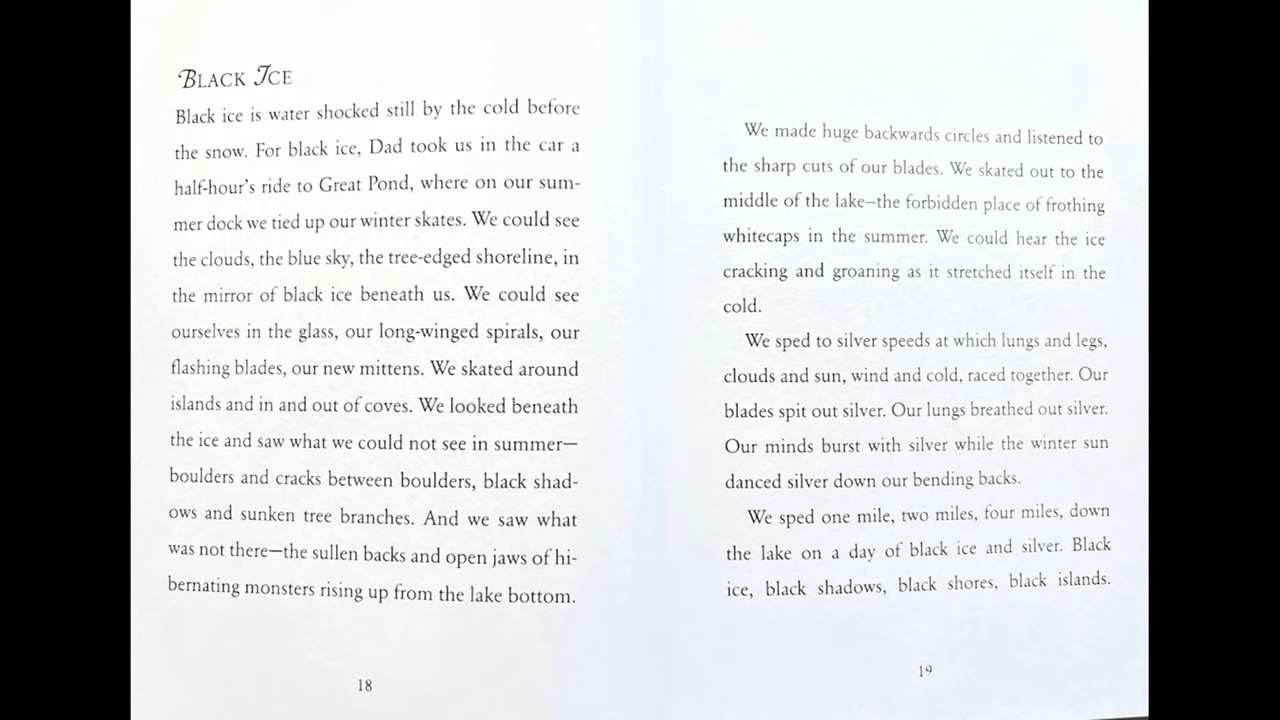 BLACK ICE
Black ice is water shocked still by the cold before
the snow. For black ice, Dad took us in the car a
half-hour's ride to Great Pond, where on our sum-
mer dock we tied up our winter skates. We could see
the clouds, the blue sky, the tree-edged shoreline, in
the mirror of black ice beneath us. We could see
ourselves in the glass, our long-winged spirals, our
flashing blades, our new mittens. We skated around
islands and in and out of coves. We looked beneath
the ice and saw what we could not see in summer—
boulders and cracks between boulders, black shad-
ows and sunken tree branches. And we saw what
was not there—the sullen backs and open jaws of hi-
bernating monsters rising up from the lake bottom.
18
We made huge backwards circles and listened to
the sharp cuts of our blades. We skated out to the
middle of the lake—the forbidden place of frothing
whitecaps in the summer. We could hear the ice
cracking and groaning as it stretched itself in the
cold.
We sped to silver speeds at which lungs and legs,
clouds and sun, wind and cold, raced together. Our
blades spit out silver. Our lungs breathed out silver.
Our minds burst with silver while the winter sun
danced silver down our bending backs.
We sped one mile, two miles, four miles, down
the lake on a day of black ice and silver. Black
ice, black shadows, black shores, black islands.
19